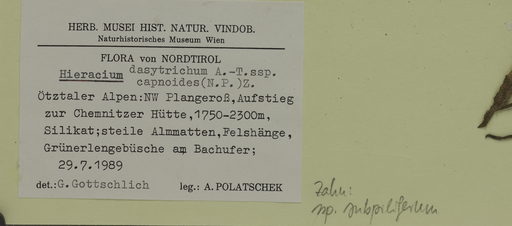 HERB. MUSEI HIST. NATUR. VINDOB.
Naturhistorisches Museum Wien
FLORA von NORDTIROL
Hieracium dasytrichum A.-T.ssp.
capnoides(N.P.)Z.
Ötztaler Alpen:NW Plangeroß,Aufstieg
zur Chemnitzer Hütte,1750-2300m,
Silikat;steile Almmatten,Felshänge,
Grünerlengebüsche am Bachufer;
29.7.1989
det.:G.Gottschlich leg.: A.POLATSCHEK
Zahn:
ssp. subpiliferum